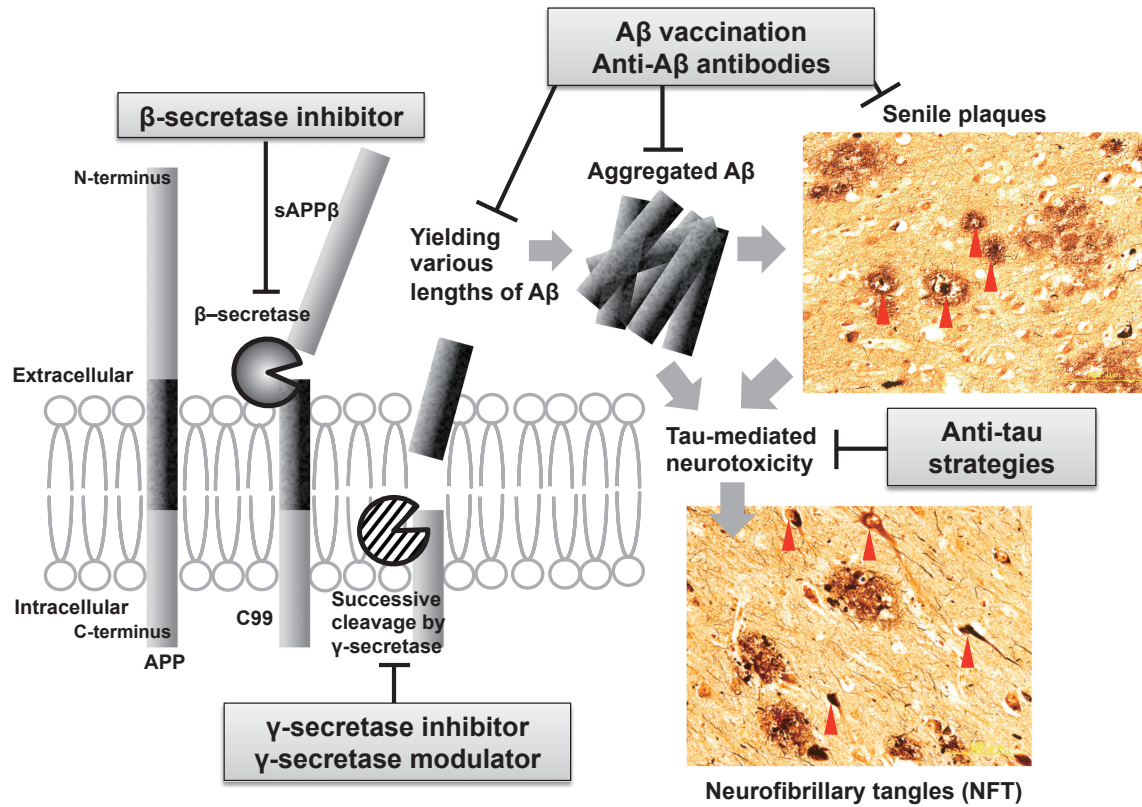 Aβ vaccination
Anti-Aβ antibodies
β-secretase inhibitor
Senile plaques
N-terminus
sAPPβ
Aggregated Aβ
Yielding
various
lengths of Aβ
β–secretase
Extracellular
Tau-mediated
neurotoxicity
Anti-tau
strategies
Intracellular
C-terminus
APP
C99
Successive
cleavage by
γ-secretase
γ-secretase inhibitor
γ-secretase modulator
Neurofibrillary tangles (NFT)